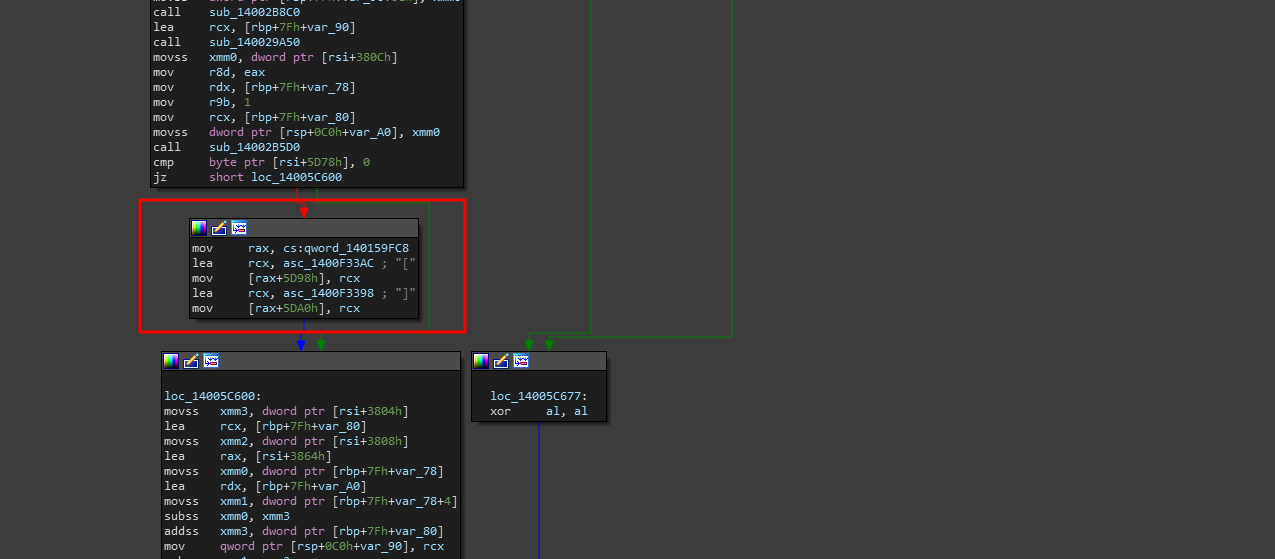 call     sub_14002B8C0
lea      rcx, [rbp+7Fh+var_90]
call     sub_140029A50
movss    xmm0, dword ptr [rsi+380Ch]
mov      r8d, eax
mov      rdx, [rbp+7Fh+var_78]
mov      r9b, 1
mov      rcx, [rbp+7Fh+var_80]
movss    dword ptr [rsp+0C0h+var_A0], xmm0
call     sub_14002B5D0
cmp      byte ptr [rsi+5D78h], 0
jz       short loc_14005C600
mov      rax, cs:qword_140159FC8
lea      rcx, asc_1400F33AC ; "["
mov      [rax+5D98h], rcx
lea      rcx, asc_1400F3398 ; "]"
mov      [rax+5DA0h], rcx
loc_14005C600:
movss    xmm3, dword ptr [rsi+3804h]
lea      rcx, [rbp+7Fh+var_80]
movss    xmm2, dword ptr [rsi+3808h]
lea      rax, [rsi+3864h]
movss    xmm0, dword ptr [rbp+7Fh+var_78]
lea      rdx, [rbp+7Fh+var_A0]
movss    xmm1, dword ptr [rbp+7Fh+var_78+4]
subss    xmm0, xmm3
addss    xmm3, dword ptr [rbp+7Fh+var_80]
mov      qword ptr [rsp+0C0h+var_90], rcx
loc_14005C677:
xor      al, al